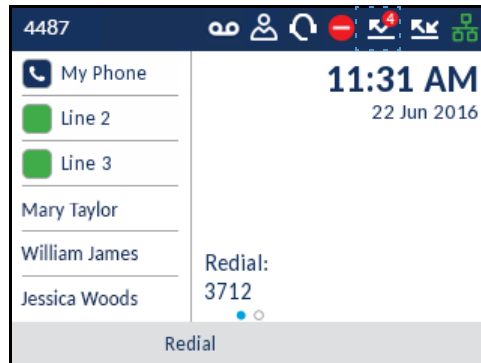 4487
4
My Phone
Line 2
Line 3
Mary Taylor
William James
Jessica Woods
11:31 AM
22 Jun 2016
Redial:
3712
Redial